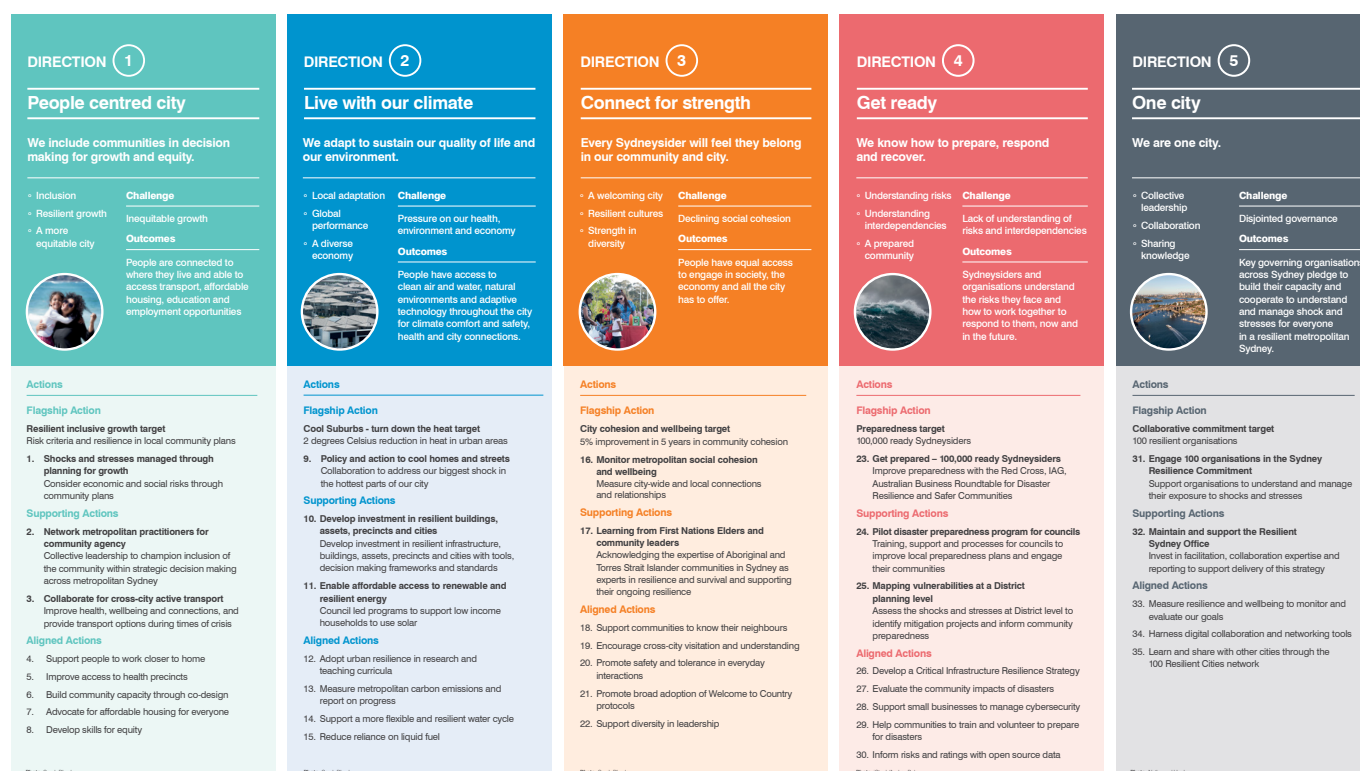 DIRECTION 1
People centred city
We include communities in decision
making for growth and equity.
Inclusion
Resilient growth
A more
equitable city
Challenge
Inequitable growth
Outcomes
People are connected to
where they live and able to
access transport, affordable
housing, education and
employment opportunities
Actions
Flagship Action
Resilient inclusive growth target
Risk criteria and resilience in local community plans
1. Shocks and stresses managed through
planning for growth
Consider economic and social risks through
community plans
Supporting Actions
2. Network metropolitan practitioners for
community agency
Collective leadership to champion inclusion of
the community within strategic decision making
across metropolitan Sydney
3. Collaborate for cross-city active transport
Improve health, wellbeing and connections, and
provide transport options during times of crisis
Aligned Actions
4. Support people to work closer to home
5. Improve access to health precincts
6. Build community capacity through co-design
7. Advocate for affordable housing for everyone
8. Develop skills for equity
DIRECTION 2
Live with our climate
We adapt to sustain our quality of life and
our environment.
Local adaptation
Global
performance
A diverse
economy
Challenge
Pressure on our health,
environment and economy
Outcomes
People have access to
clean air and water, natural
environments and adaptive
technology throughout the city
for climate comfort and safety,
health and city connections.
Actions
Flagship Action
Cool Suburbs - turn down the heat target
2 degrees Celsius reduction in heat in urban areas
9. Policy and action to cool homes and streets
Collaboration to address our biggest shock in
the hottest parts of our city
Supporting Actions
10. Develop investment in resilient buildings,
assets, precincts and cities
Develop investment in resilient infrastructure,
buildings, assets, precincts and cities with tools,
decision making frameworks and standards
11. Enable affordable access to renewable and
resilient energy
Council led programs to support low income
households to use solar
Aligned Actions
12. Adopt urban resilience in research and
teaching curricula
13. Measure metropolitan carbon emissions and
report on progress
14. Support a more flexible and resilient water cycle
15. Reduce reliance on liquid fuel
DIRECTION 3
Connect for strength
Every Sydneysider will feel they belong
in our community and city.
A welcoming city
Resilient cultures
Strength in
diversity
Challenge
Declining social cohesion
Outcomes
People have equal access
to engage in society, the
economy and all the city
has to offer.
Actions
Flagship Action
City cohesion and wellbeing target
5% improvement in 5 years in community cohesion
16. Monitor metropolitan social cohesion
and wellbeing
Measure city-wide and local connections
and relationships
Supporting Actions
17. Learning from First Nations Elders and
community leaders
Acknowledging the expertise of Aboriginal and
Torres Strait Islander communities in Sydney as
experts in resilience and survival and supporting
their ongoing resilience
Aligned Actions
18. Support communities to know their neighbours
19. Encourage cross-city visitation and understanding
20. Promote safety and tolerance in everyday
interactions
21. Promote broad adoption of Welcome to Country
protocols
22. Support diversity in leadership
DIRECTION 4
Get ready
We know how to prepare, respond
and recover.
Understanding risks
Understanding
interdependencies
A prepared
community
Challenge
Lack of understanding of
risks and interdependencies
Outcomes
Sydneysiders and
organisations understand
the risks they face and
how to work together to
respond to them, now and
in the future.
Actions
Flagship Action
Preparedness target
100,000 ready Sydneysiders
23. Get prepared – 100,000 ready Sydneysiders
Improve preparedness with the Red Cross, IAG,
Australian Business Roundtable for Disaster
Resilience and Safer Communities
Supporting Actions
24. Pilot disaster preparedness program for councils
Training, support and processes for councils to
improve local preparedness plans and engage
their communities
25. Mapping vulnerabilities at a District
planning level
Assess the shocks and stresses at District level to
identify mitigation projects and inform community
preparedness
Aligned Actions
26. Develop a Critical Infrastructure Resilience Strategy
27. Evaluate the community impacts of disasters
28. Support small businesses to manage cybersecurity
29. Help communities to train and volunteer to prepare
for disasters
30. Inform risks and ratings with open source data
DIRECTION 5
One city
We are one city.
Collective
leadership
Collaboration
Sharing
knowledge
Challenge
Disjointed governance
Outcomes
Key governing organisations
across Sydney pledge to
build their capacity and
cooperate to understand
and manage shock and
stresses for everyone
in a resilient metropolitan
Sydney.
Actions
Flagship Action
Collaborative commitment target
100 resilient organisations
31. Engage 100 organisations in the Sydney
Resilience Commitment
Support organisations to understand and manage
their exposure to shocks and stresses
Supporting Actions
32. Maintain and support the Resilient
Sydney Office
Invest in facilitation, collaboration expertise and
reporting to support delivery of this strategy
Aligned Actions
33. Measure resilience and wellbeing to monitor and
evaluate our goals
34. Harness digital collaboration and networking tools
35. Learn and share with other cities through the
100 Resilient Cities network